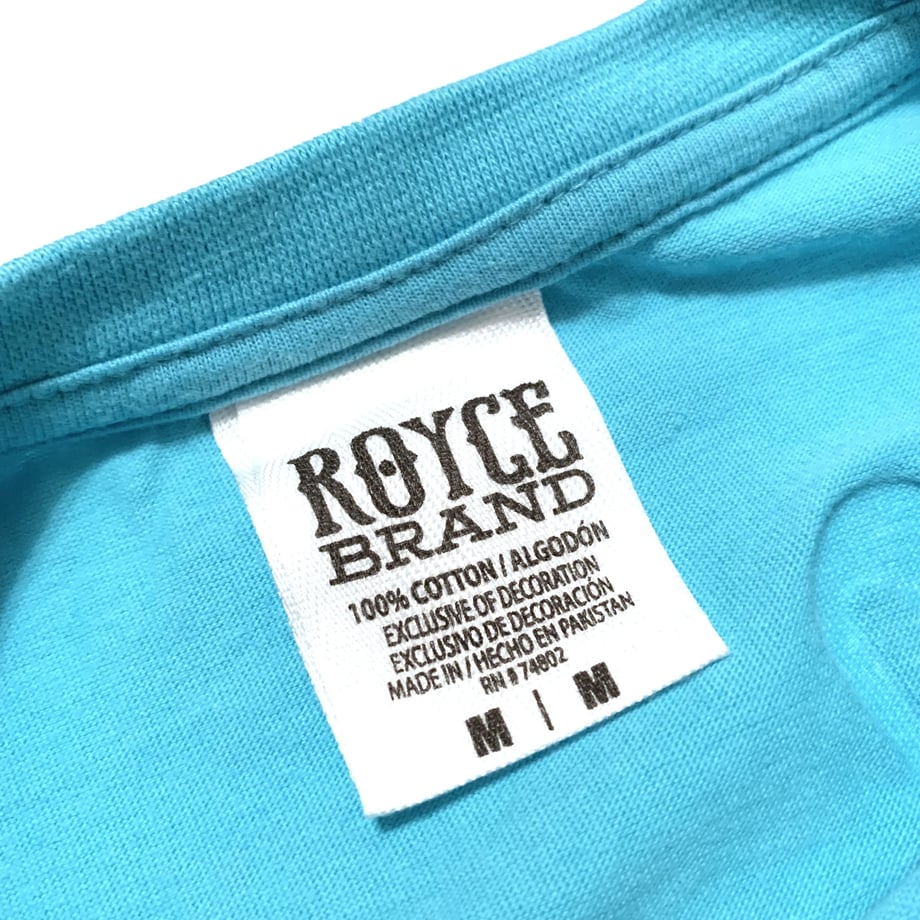 ROYCE
BRAND
100% COTTON / ALGODÓN
EXCLUSIVE OF DECORATION
EXCLUSIVO DE DECORACIÓN
MADE IN / HECHO EN PAKISTAN
RN # 74802
M | M